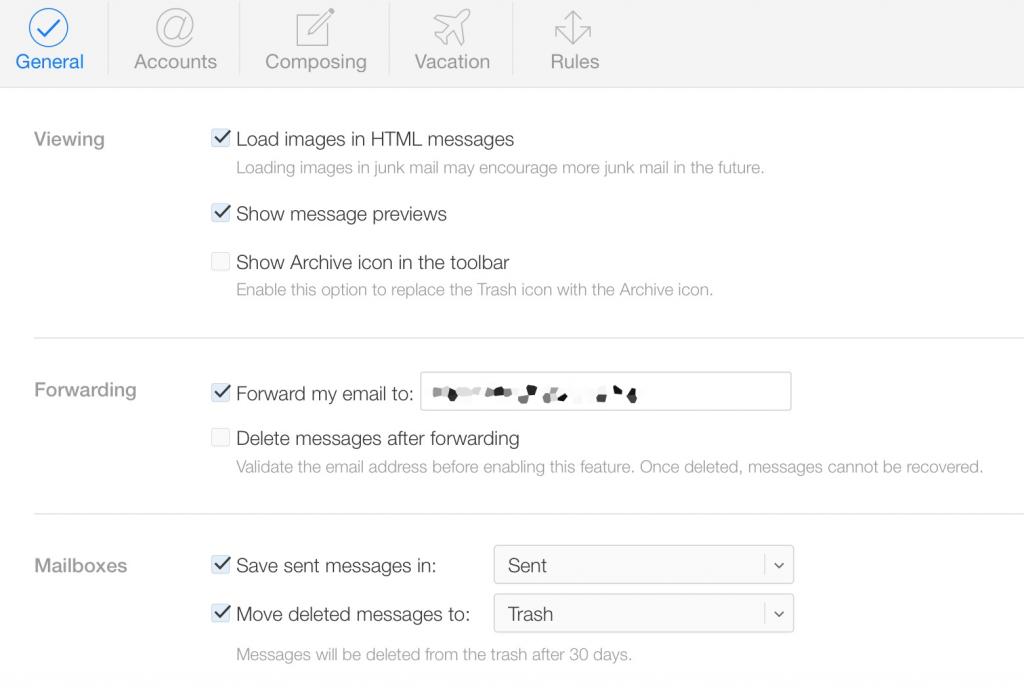 General Accounts Composing Vacation Rules
Viewing
Load images in HTML messages
Loading images in junk mail may encourage more junk mail in the future.
Show message previews
Show Archive icon in the toolbar
Enable this option to replace the Trash icon with the Archive icon.
Forwarding
Forward my email to:
Delete messages after forwarding
Validate the email address before enabling this feature. Once deleted, messages cannot be recovered.
Mailboxes
Save sent messages in: Sent
Move deleted messages to: Trash
Messages will be deleted from the trash after 30 days.